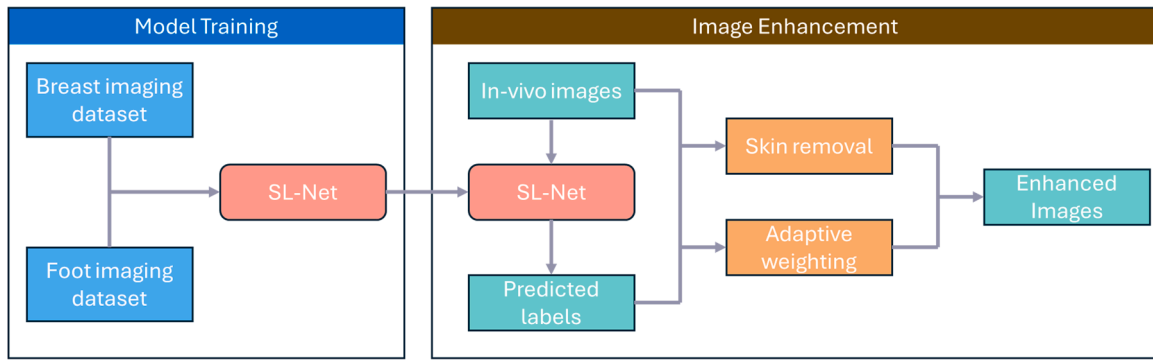 Model Training
Breast imaging
dataset
SL-Net
Foot imaging
dataset
Image Enhancement
In-vivo images
SL-Net
Predicted
labels
Skin removal
Adaptive
weighting
Enhanced
Images